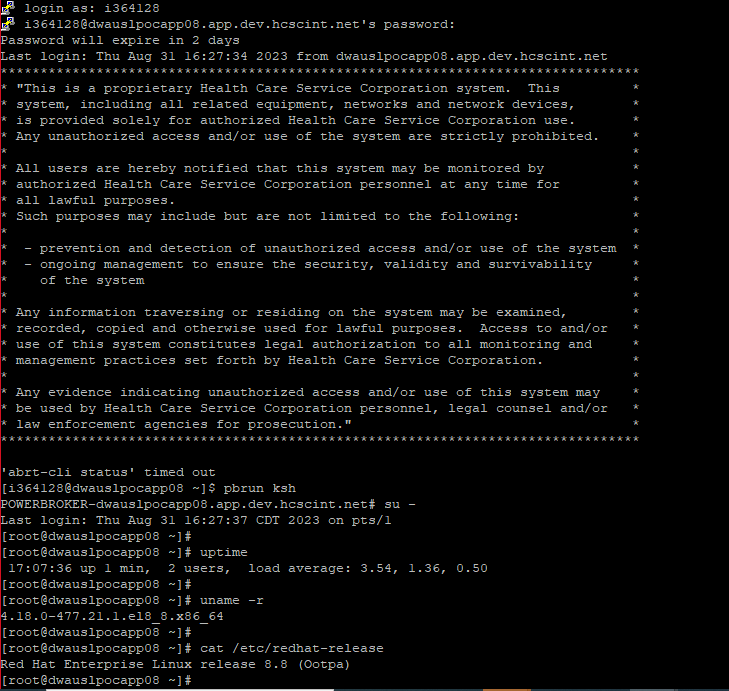 login as: i364128
i364128@dwauslpocapp08.app.dev.hcscint.net's password:
Password will expire in 2 days
Last login: Thu Aug 31 16:27:34 2023 from dwauslpocapp08.app.dev.hcscint.net
********************************************************************************
* "This is a proprietary Health Care Service Corporation system.  This         *
* system, including all related equipment, networks and network devices,       *
* is provided solely for authorized Health Care Service Corporation use.       *
* Any unauthorized access and/or use of the system are strictly prohibited.    *
*                                                                              *
* All users are hereby notified that this system may be monitored by           *
* authorized Health Care Service Corporation personnel at any time for         *
* all lawful purposes.                                                         *
* Such purposes may include but are not limited to the following:              *
*                                                                              *
*  - prevention and detection of unauthorized access and/or use of the system  *
*  - ongoing management to ensure the security, validity and survivability     *
*    of the system                                                             *
*                                                                              *
* Any information traversing or residing on the system may be examined,        *
* recorded, copied and otherwise used for lawful purposes.  Access to and/or   *
* use of this system constitutes legal authorization to all monitoring and     *
* management practices set forth by Health Care Service Corporation.           *
*                                                                              *
* Any evidence indicating unauthorized access and/or use of this system may    *
* be used by Health Care Service Corporation personnel, legal counsel and/or   *
* law enforcement agencies for prosecution."                                   *
********************************************************************************
'abrt-cli status' timed out
[i364128@dwauslpocapp08 ~]$ pbrun ksh
POWERBROKER-dwauslpocapp08.app.dev.hcscint.net# su -
Last login: Thu Aug 31 16:27:37 CDT 2023 on pts/1
[root@dwauslpocapp08 ~]#
[root@dwauslpocapp08 ~]# uptime
 17:07:36 up 1 min,  2 users,  load average: 3.54, 1.36, 0.50
[root@dwauslpocapp08 ~]#
[root@dwauslpocapp08 ~]# uname -r
4.18.0-477.21.1.el8_8.x86_64
[root@dwauslpocapp08 ~]#
[root@dwauslpocapp08 ~]# cat /etc/redhat-release
Red Hat Enterprise Linux release 8.8 (Ootpa)
[root@dwauslpocapp08 ~]#